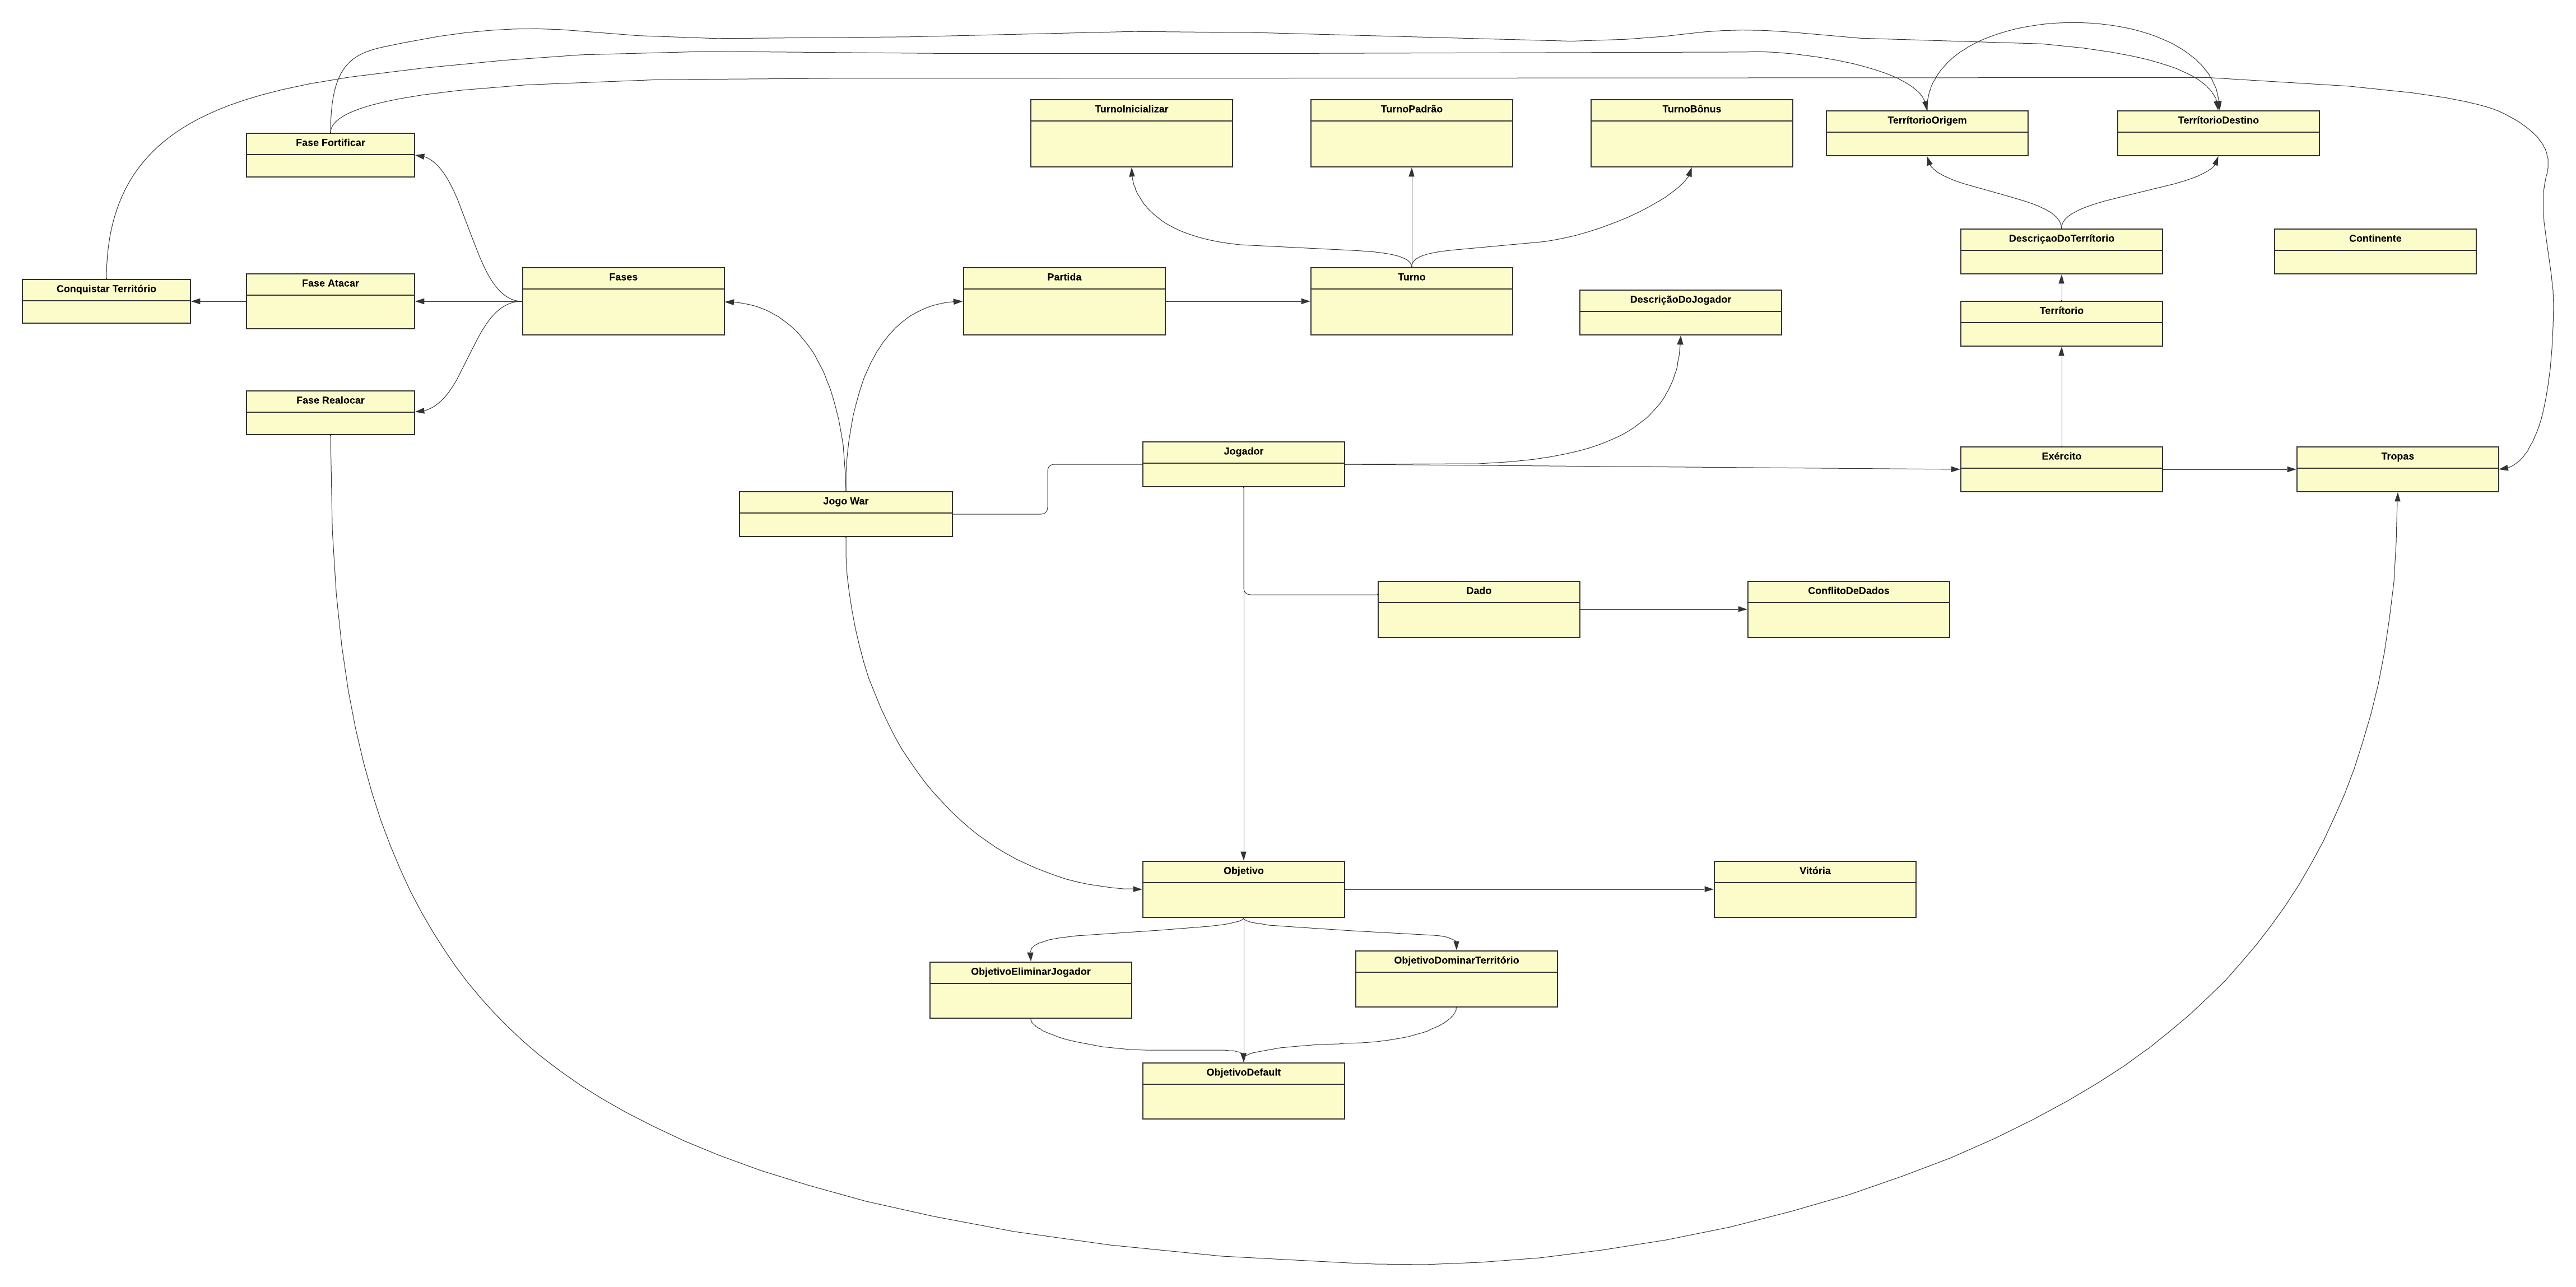 TurnoInicializar
TurnoPadrão
TurnoBônus
TerrítorioOrigem
TerrítorioDestino
Fase Fortificar
DescriçaoDoTerrítorio
Continente
Conquistar Território
Fase Atacar
Fases
Partida
Turno
DescriçãoDoJogador
Territorio
Fase Realocar
Jogador
Exército
Tropas
Jogo War
Dado
ConflitoDeDados
Objetivo
Vitória
ObjetivoEliminarJogador
ObjetivoDominarTerritório
ObjetivoDefault